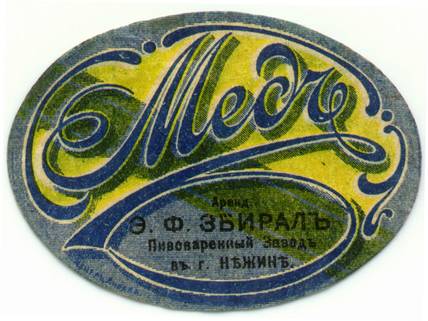 Медъ
Аренд.
Э. Ф. ЗБИРАЛЪ
Пивоваренный Заводъ
въ г. НѢЖИНѢ.